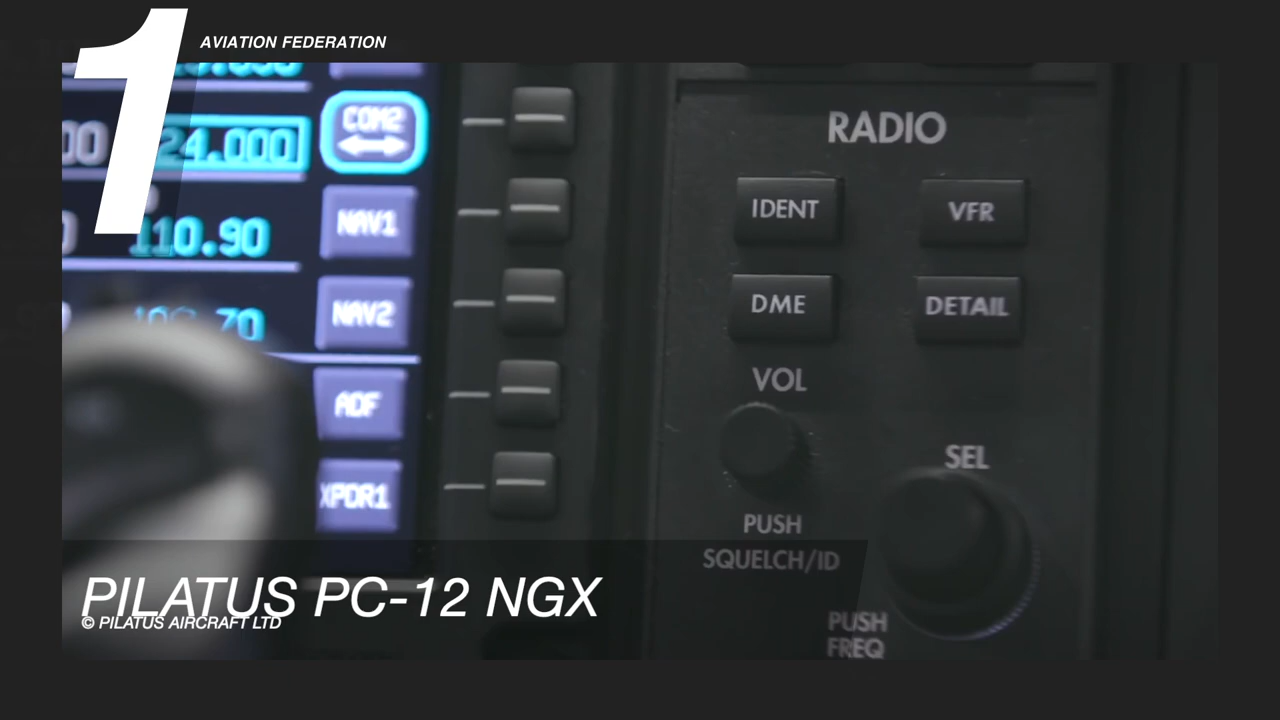 1
AVIATION FEDERATION
COM2
24.000
NAV1
110.90
NAV2
70
ADF
XPDR1
RADIO
IDENT
VFR
DME
DETAIL
VOL
SEL
PUSH
SQUELCH/ID
PUSH
FREQ
PILATUS PC-12 NGX
© PILATUS AIRCRAFT LTD